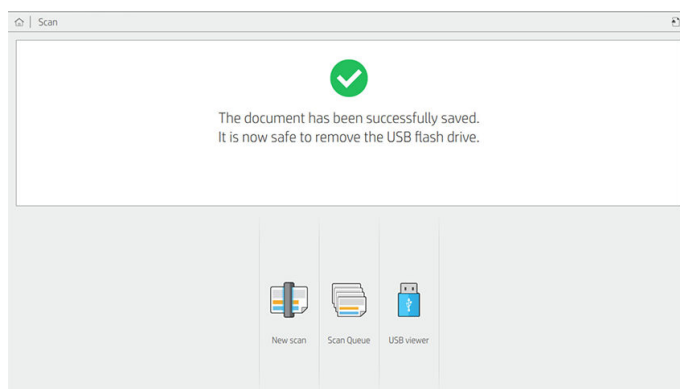 Scan
The document has been successfully saved.
It is now safe to remove the USB flash drive.
New scan
Scan Queue
USB viewer